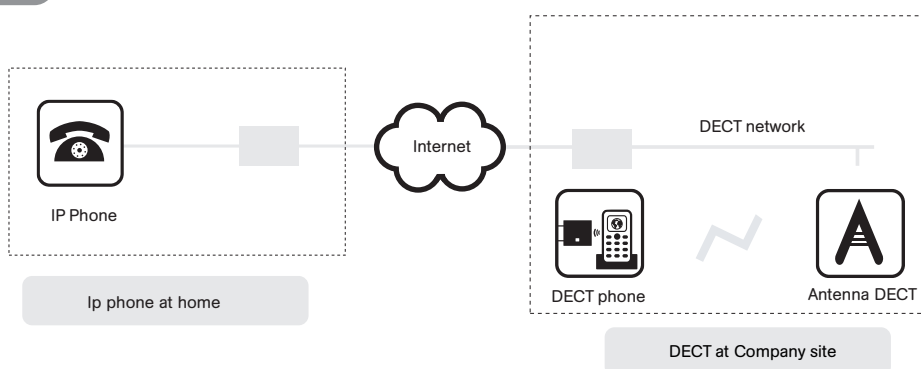 Internet
DECT network
IP Phone
DECT phone
Antenna DECT
Ip phone at home
DECT at Company site